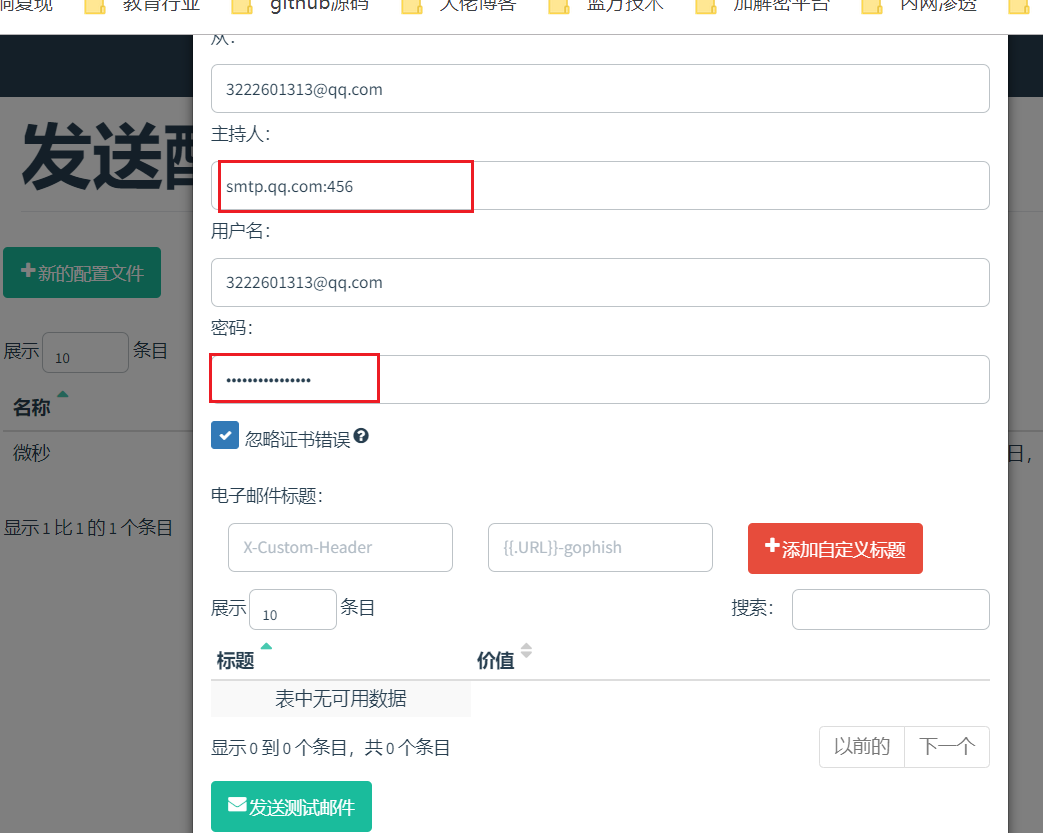 教育行业 github源码 大佬博客 蓝方技术 加解密平台 内网渗透
从:
3222601313@qq.com
发送
主持人:
smtp.qq.com:456
用户名:
新的配置文件
3222601313@qq.com
密码:
展示 10 条目
名称
忽略证书错误
微秒
日,
电子邮件标题:
显示 1 比 1 的 1 个条目
X-Custom-Header {{.URL}}-gophish 添加自定义标题
展示 10 条目 搜索:
标题 价值
表中无可用数据
显示 0 到 0 个条目，共 0 个条目 以前的 下一个
发送测试邮件